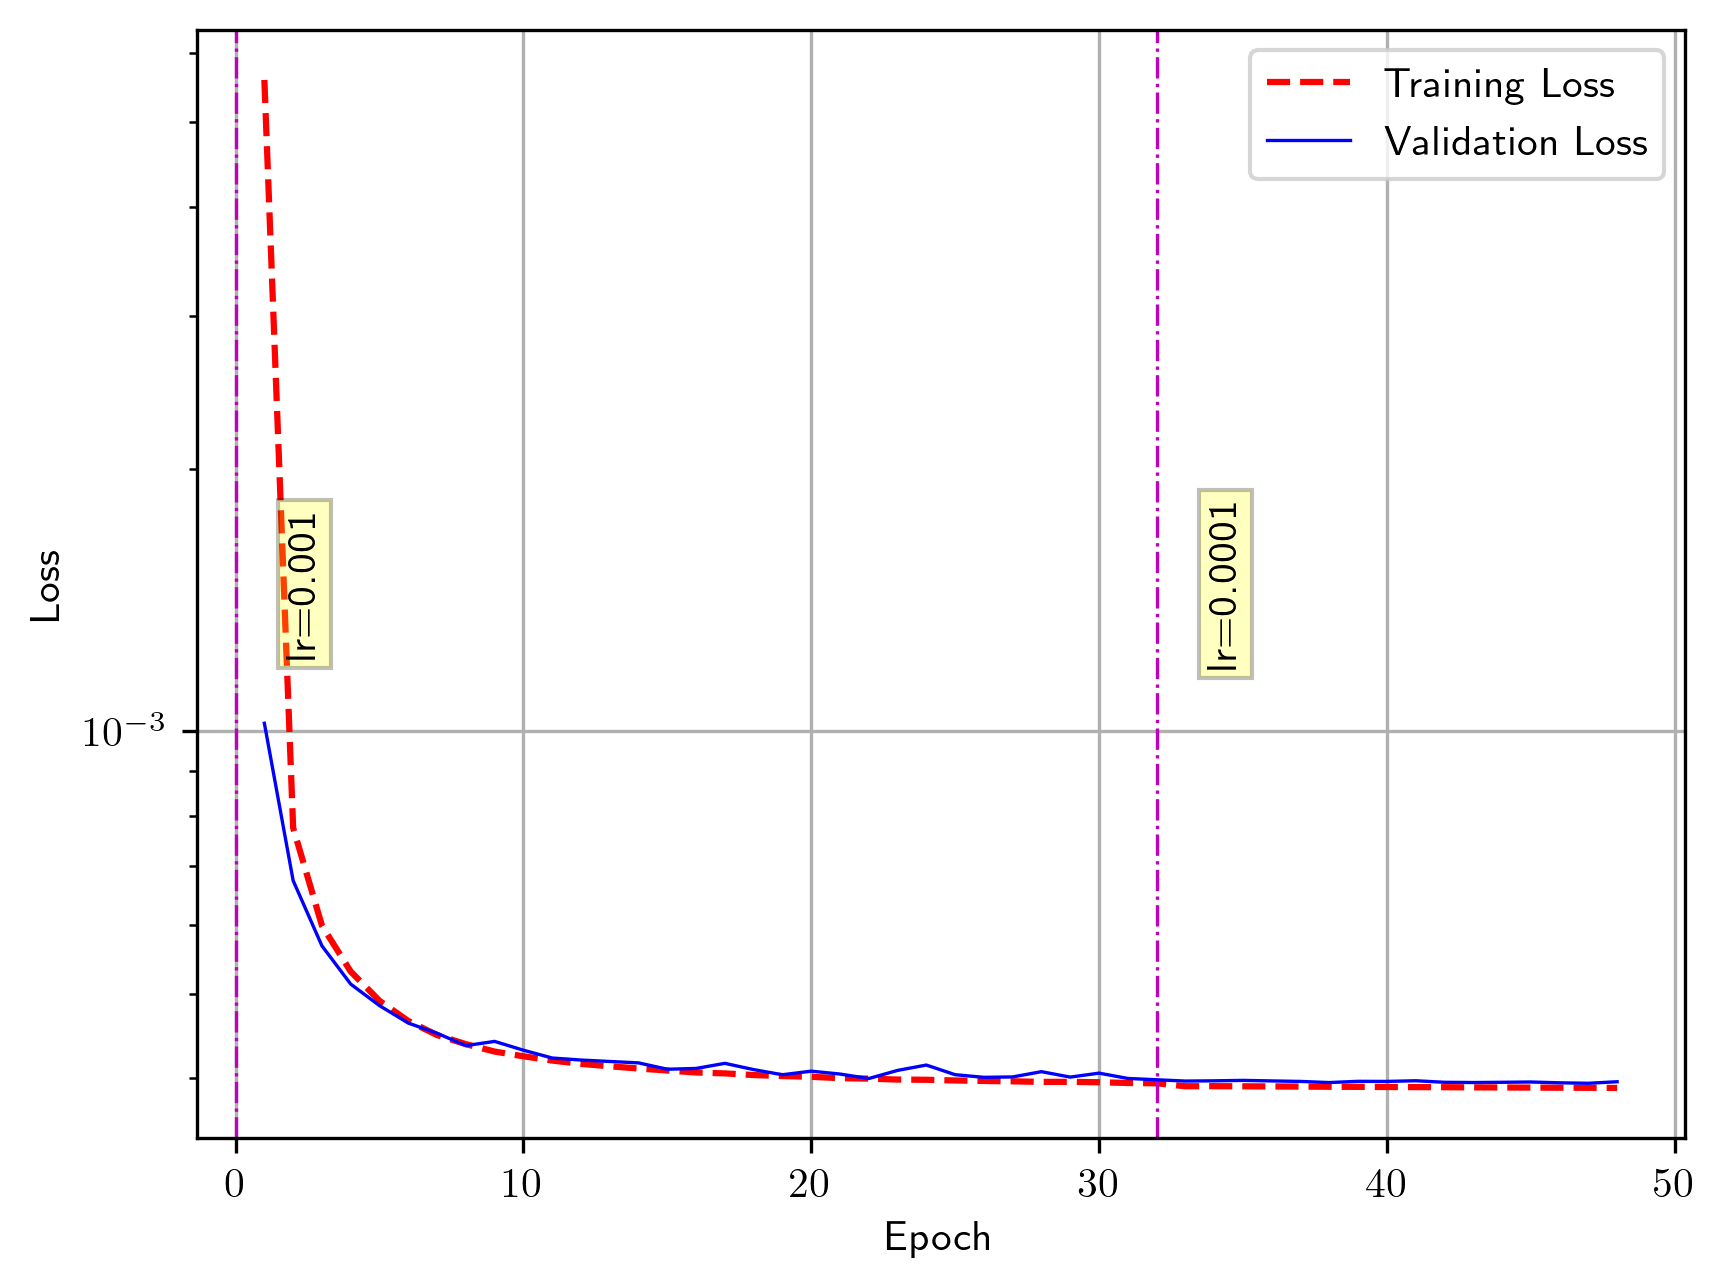 Training Loss
Validation Loss
Loss
10⁻³
lr=0.001
lr=0.0001
0 10 20 30 40 50
Epoch